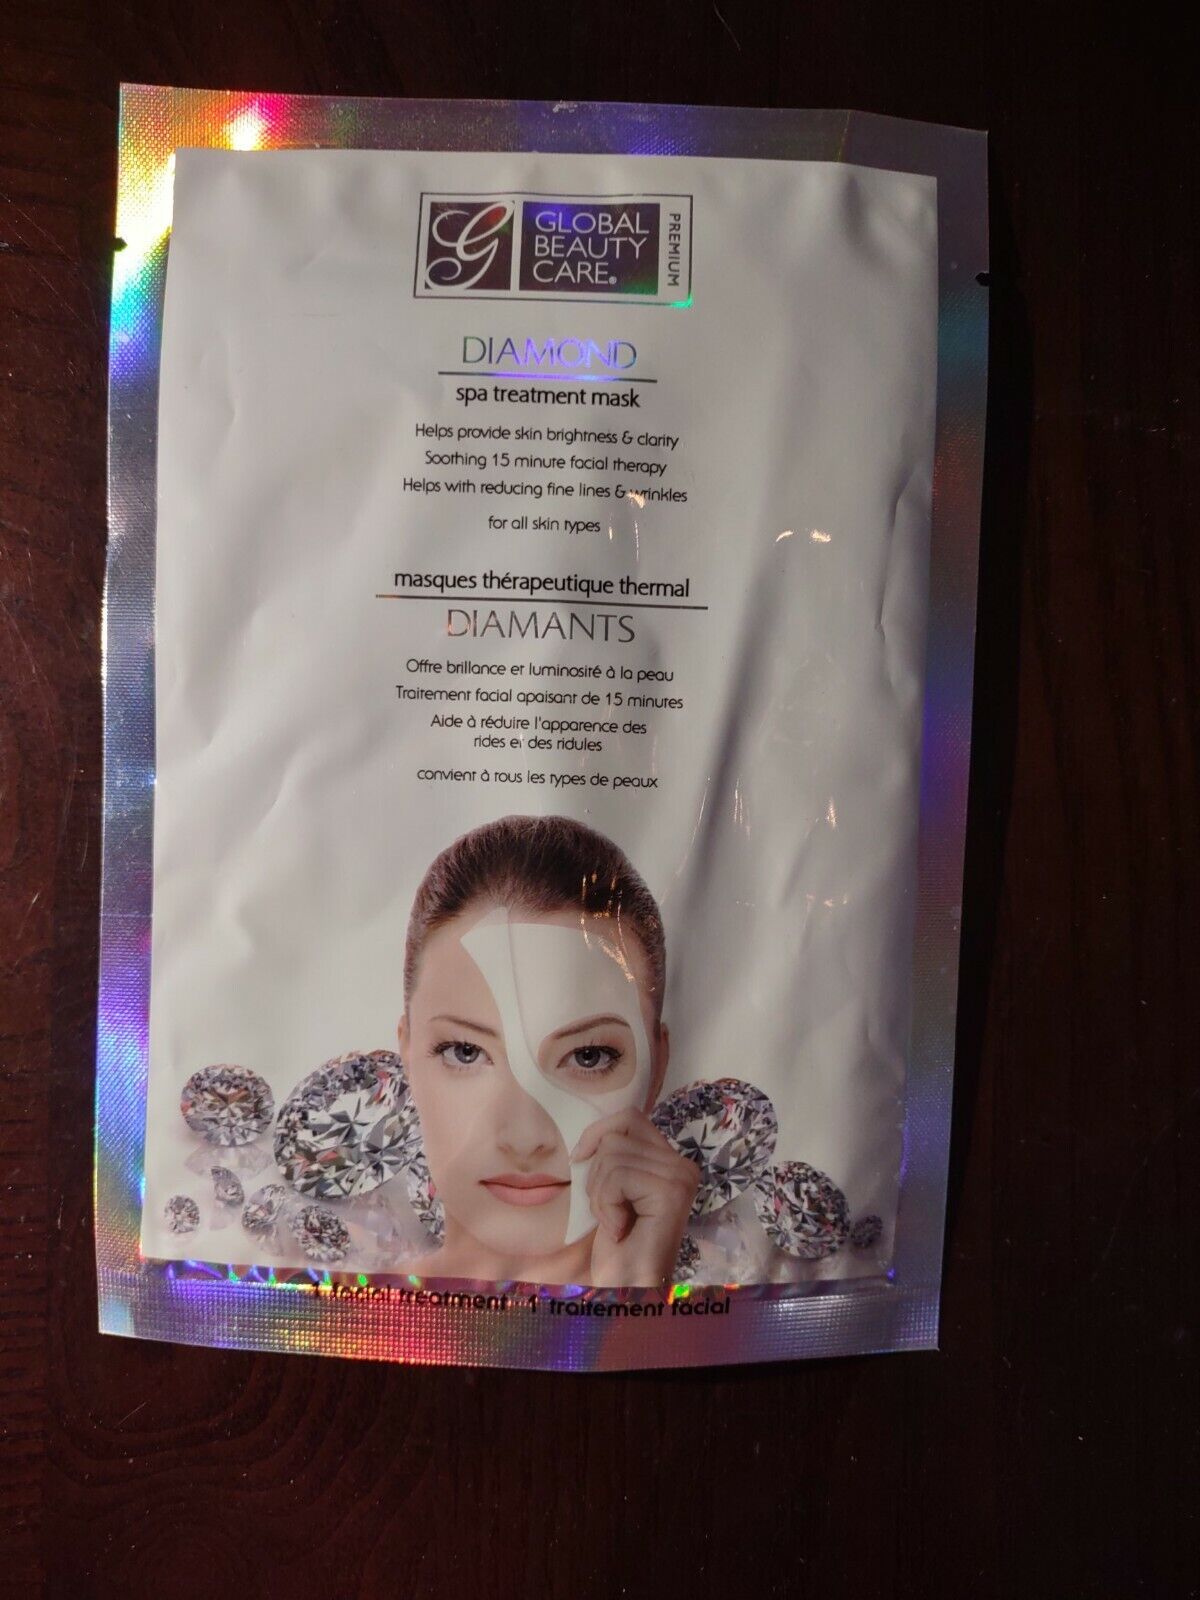 G
GLOBAL
BEAUTY
CARE®
PREMIUM
DIAMOND
spa treatment mask
Helps provide skin brightness & clarity
Soothing 15 minute facial therapy
Helps with reducing fine lines & wrinkles
for all skin types
masques thérapeutique thermal
DIAMANTS
Offre brillance et luminosité à la peau
Traitement facial apaisant de 15 minutes
Aide à réduire l'apparence des
rides et des ridules
convient à tous les types de peaux
1 facial treatment · 1 traitement facial